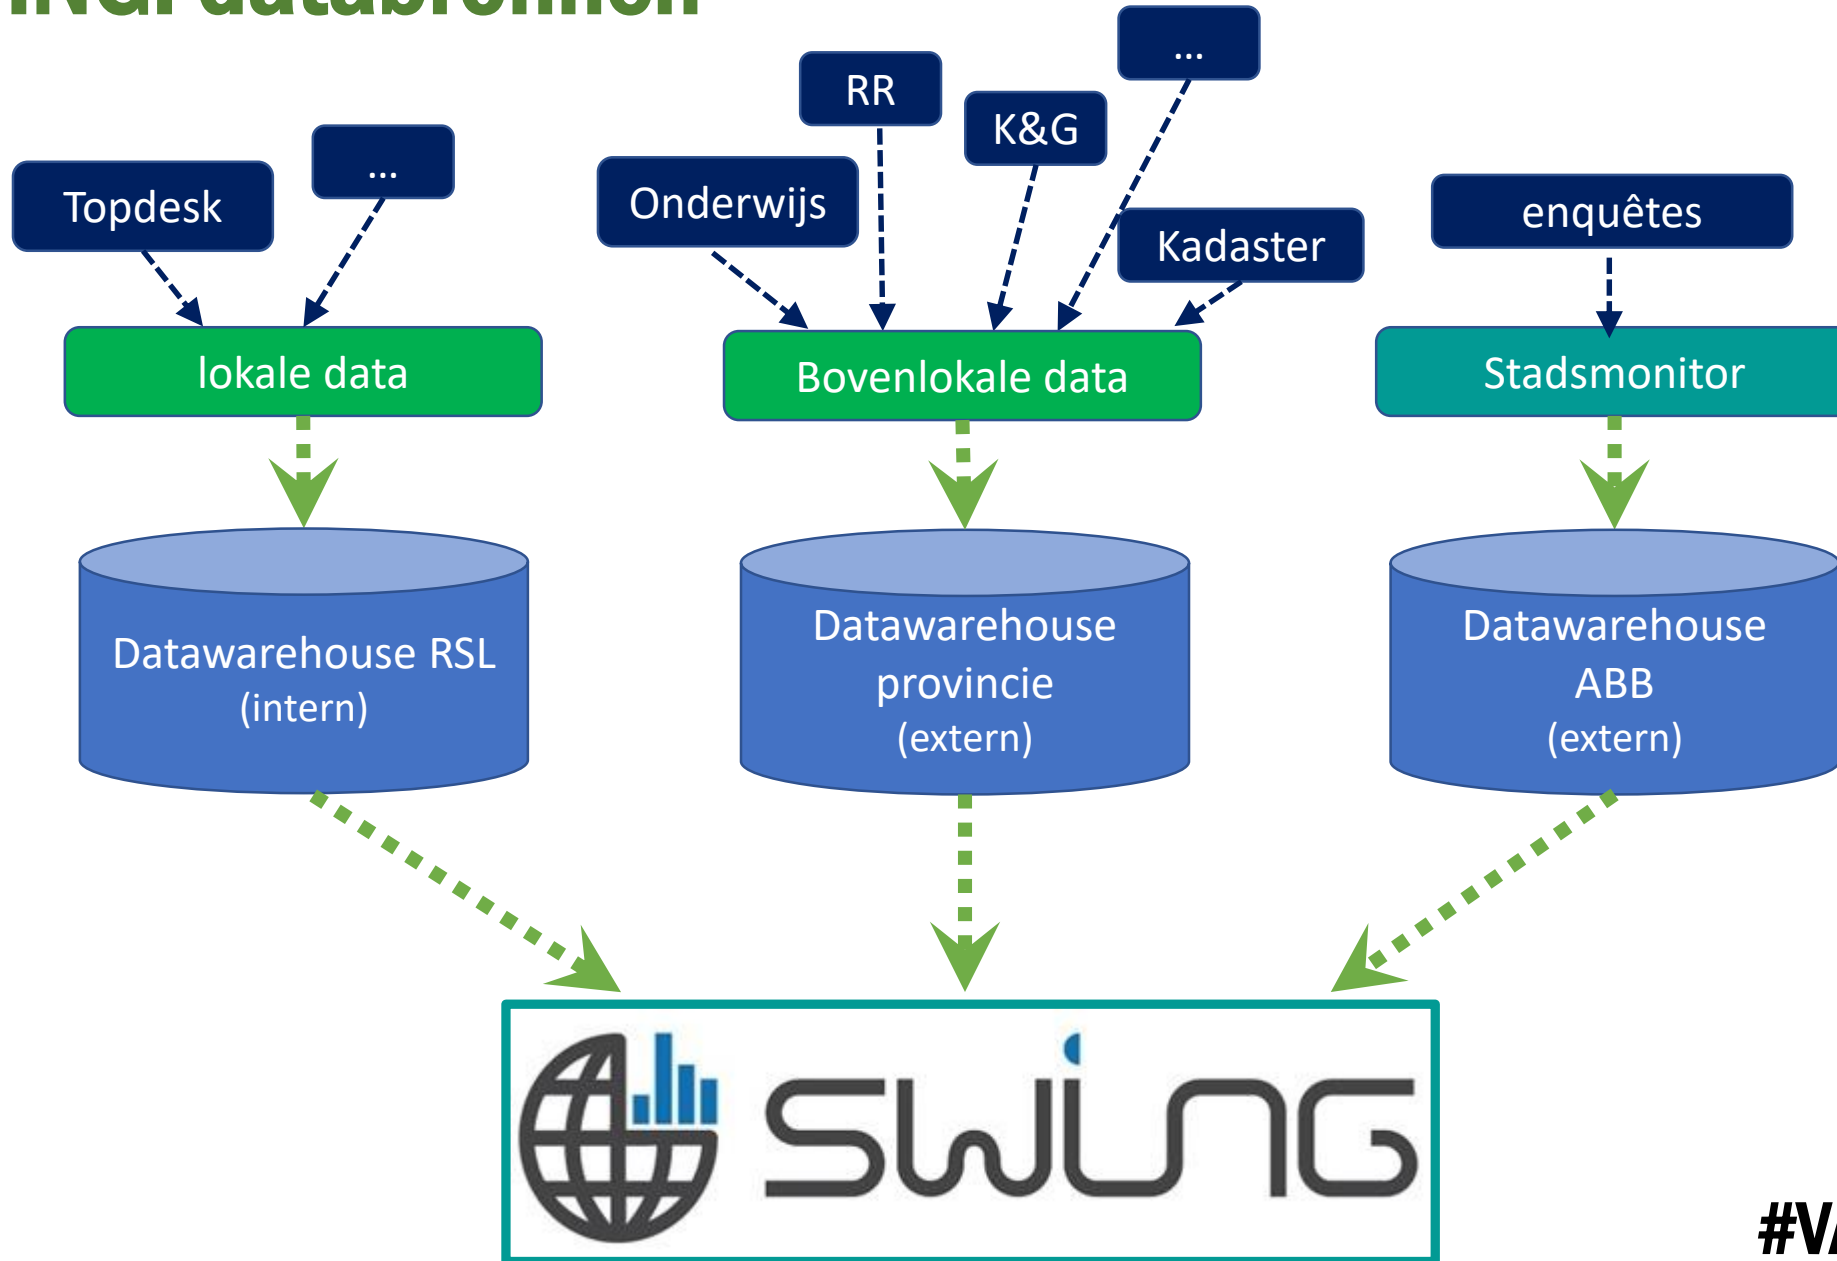 databronnen
...
RR
K&G
...
Topdesk
Onderwijs
enquêtes
Kadaster
lokale data
Bovenlokale data
Stadsmonitor
Datawarehouse RSL
(intern)
Datawarehouse
provincie
(extern)
Datawarehouse
ABB
(extern)
SWING